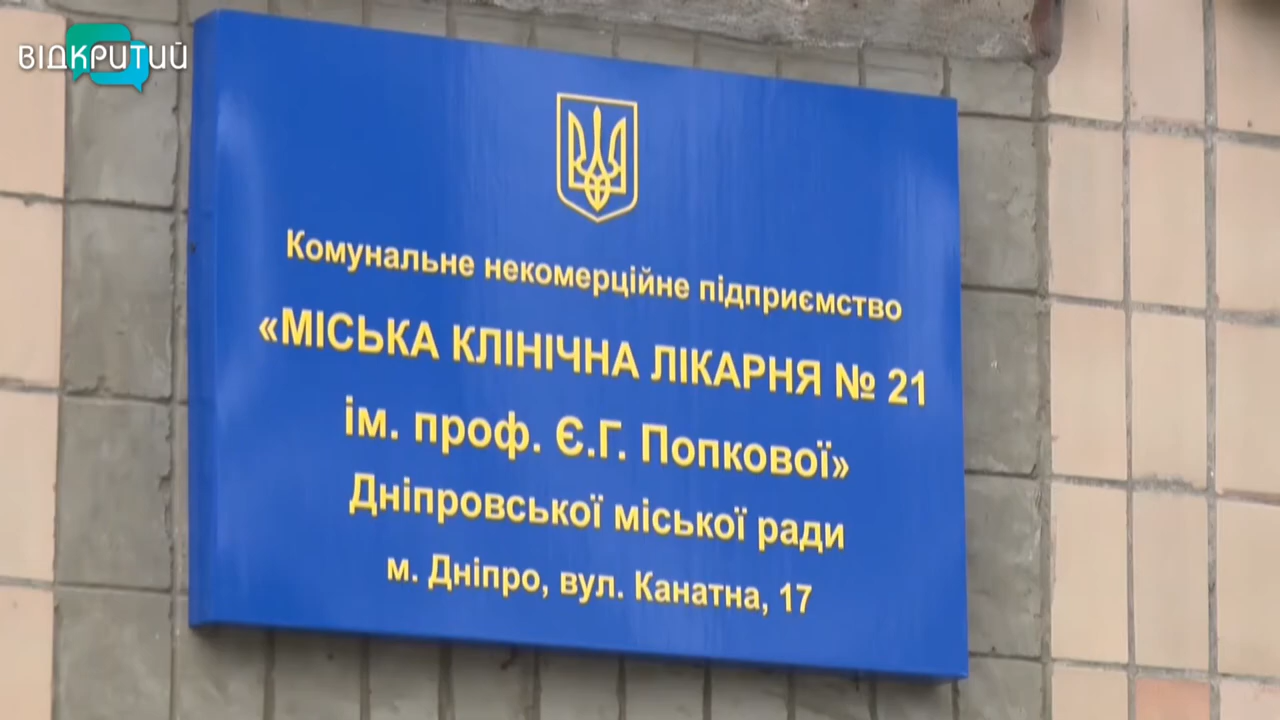 ВІДКРИТИЙ
Комунальне некомерційне підприємство
«МІСЬКА КЛІНІЧНА ЛІКАРНЯ № 21
ім. проф. Є.Г. Попкової»
Дніпровської міської ради
м. Дніпро, вул. Канатна, 17